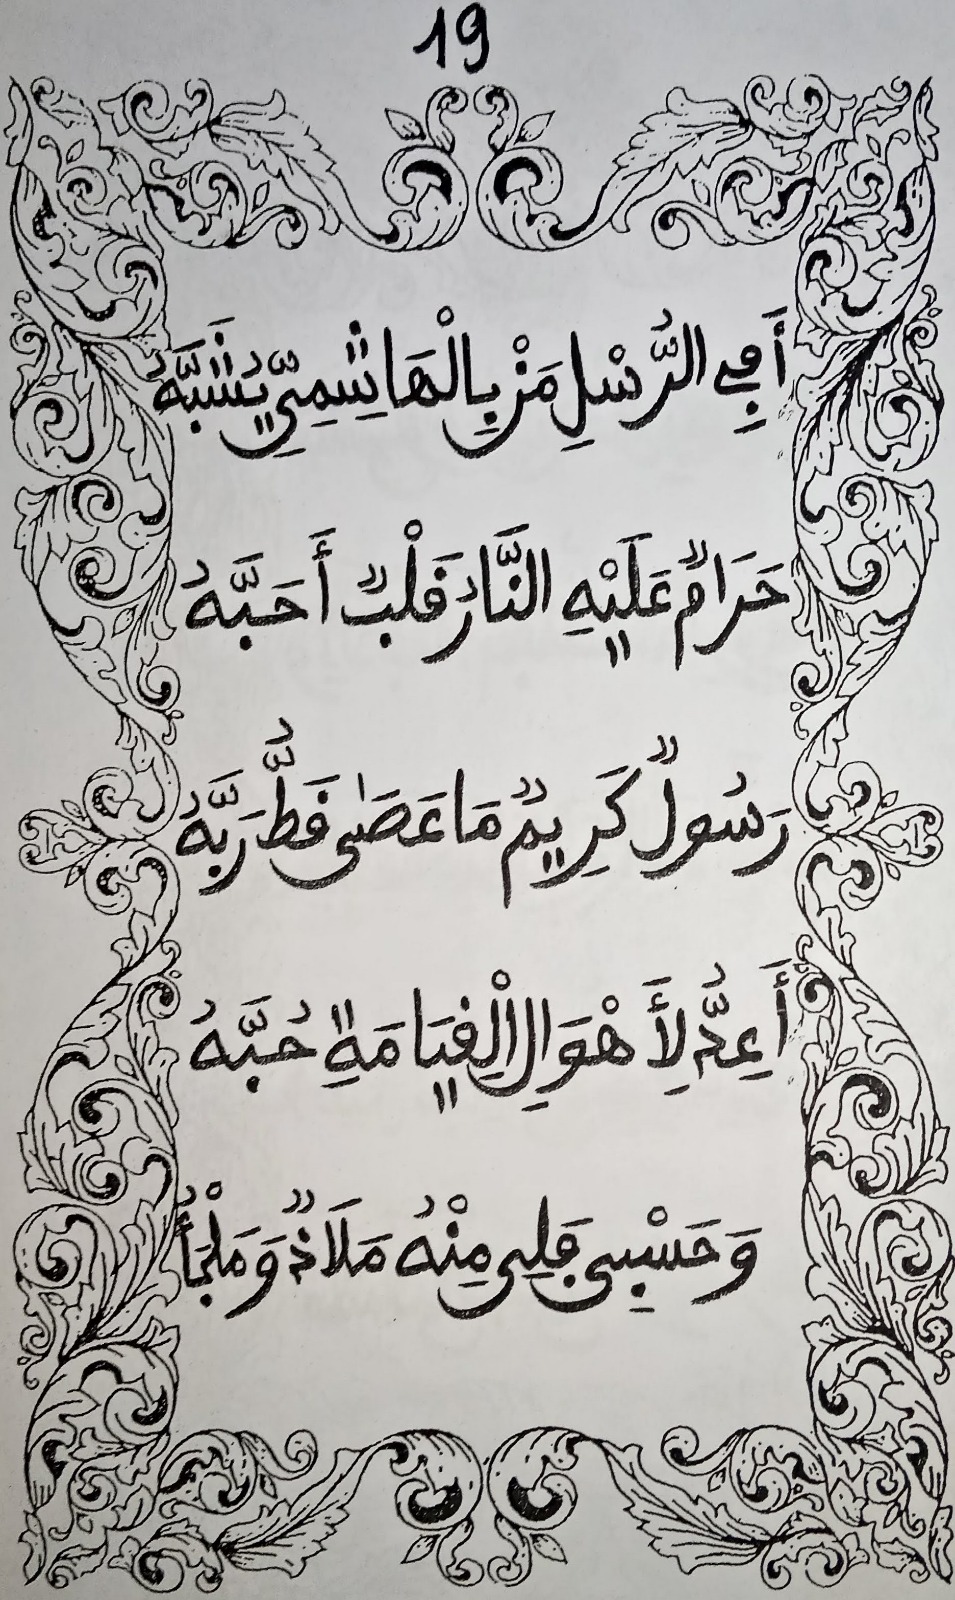 19
أَفِي الرُّسْلِ مَنْ بِالْهَاشِمِيِّ يُشَبَّهُ
حَرَامٌ عَلَيْهِ النَّارُ قَلْبٌ أَحَبَّهُ
رَسُولٌ كَرِيمٌ مَا عَصَى قَطُّ رَبَّهُ
أُعِدُّ لِأَهْوَالِ الْقِيَامَةِ حُبَّهُ
وَحَسْبِي فَلِي مِنْهُ مَلَاذٌ وَمَلْجَأُ